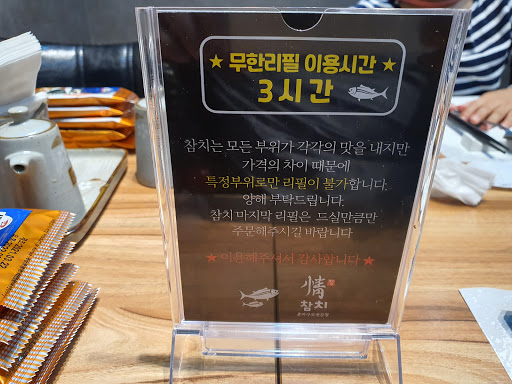 ★ 무한리필 이용시간 ★
3시간
참치는 모든 부위가 각각의 맛을 내지만
가격의 차이 때문에
특정부위로만 리필이 불가합니다.
양해 부탁드립니다.
참치 마지막 리필은 드실만큼만
주문해주시길 바랍니다
★이용해주셔서 감사합니다★
情
참치